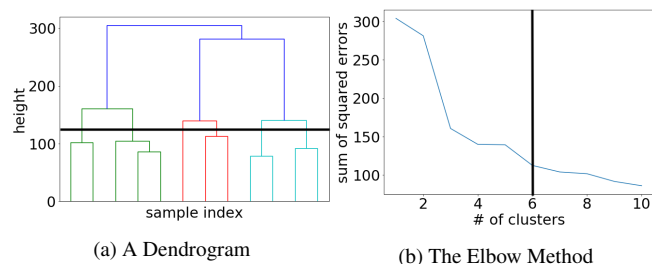 300
200
100
0
height
sample index
(a) A Dendrogram
300
250
200
150
100
sum of squared errors
2
4
6
8
10
# of clusters
(b) The Elbow Method